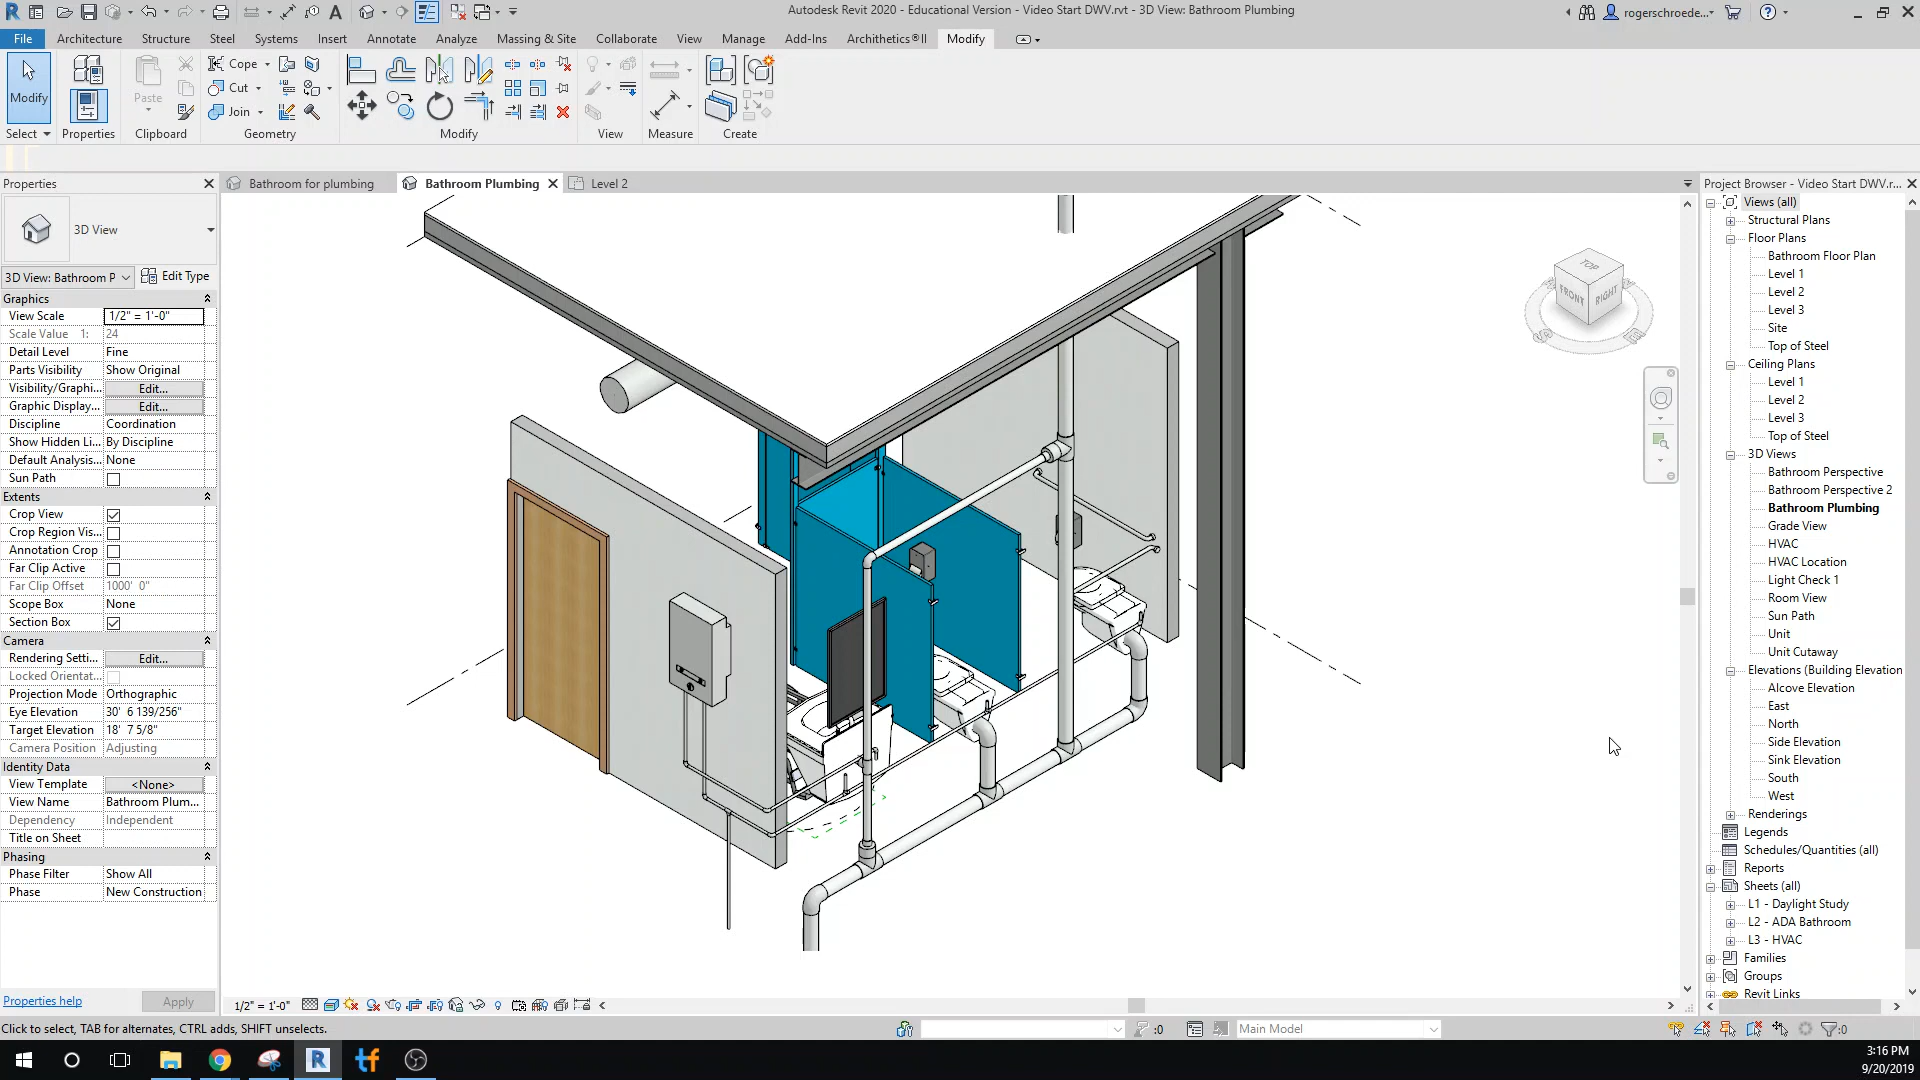 Autodesk Revit 2020 - Educational Version - Video Start DWV.rvt - 3D View: Bathroom Plumbing
rogerschroede...
File Architecture Structure Steel Systems Insert Annotate Analyze Massing & Site Collaborate View Manage Add-Ins Archithetics®II Modify
Modify
Paste
Cope
Cut
Join
Select Properties Clipboard Geometry Modify View Measure Create
Properties
Bathroom for plumbing
Bathroom Plumbing
Level 2
Project Browser - Video Start DWV.r...
3D View
3D View: Bathroom P
Edit Type
Graphics
View Scale 1/2" = 1'-0"
Scale Value 1: 24
Detail Level Fine
Parts Visibility Show Original
Visibility/Graphi... Edit...
Graphic Display... Edit...
Discipline Coordination
Show Hidden Li... By Discipline
Default Analysis... None
Sun Path
Extents
Crop View
Crop Region Vis...
Annotation Crop
Far Clip Active
Far Clip Offset 1000' 0"
Scope Box None
Section Box
Camera
Rendering Setti... Edit...
Locked Orientat...
Projection Mode Orthographic
Eye Elevation 30' 6 139/256"
Target Elevation 18' 7 5/8"
Camera Position Adjusting
Identity Data
View Template <None>
View Name Bathroom Plum...
Dependency Independent
Title on Sheet
Phasing
Phase Filter Show All
Phase New Construction
Properties help
Apply
TOP
FRONT
RIGHT
Views (all)
Structural Plans
Floor Plans
Bathroom Floor Plan
Level 1
Level 2
Level 3
Site
Top of Steel
Ceiling Plans
Level 1
Level 2
Level 3
Top of Steel
3D Views
Bathroom Perspective
Bathroom Perspective 2
Bathroom Plumbing
Grade View
HVAC
HVAC Location
Light Check 1
Room View
Sun Path
Unit
Unit Cutaway
Elevations (Building Elevation
Alcove Elevation
East
North
Side Elevation
Sink Elevation
South
West
Renderings
Legends
Schedules/Quantities (all)
Reports
Sheets (all)
L1 - Daylight Study
L2 - ADA Bathroom
L3 - HVAC
Families
Groups
Revit Links
1/2" = 1'-0"
Click to select, TAB for alternates, CTRL adds, SHIFT unselects.
:0
Main Model
:0
3:16 PM
9/20/2019